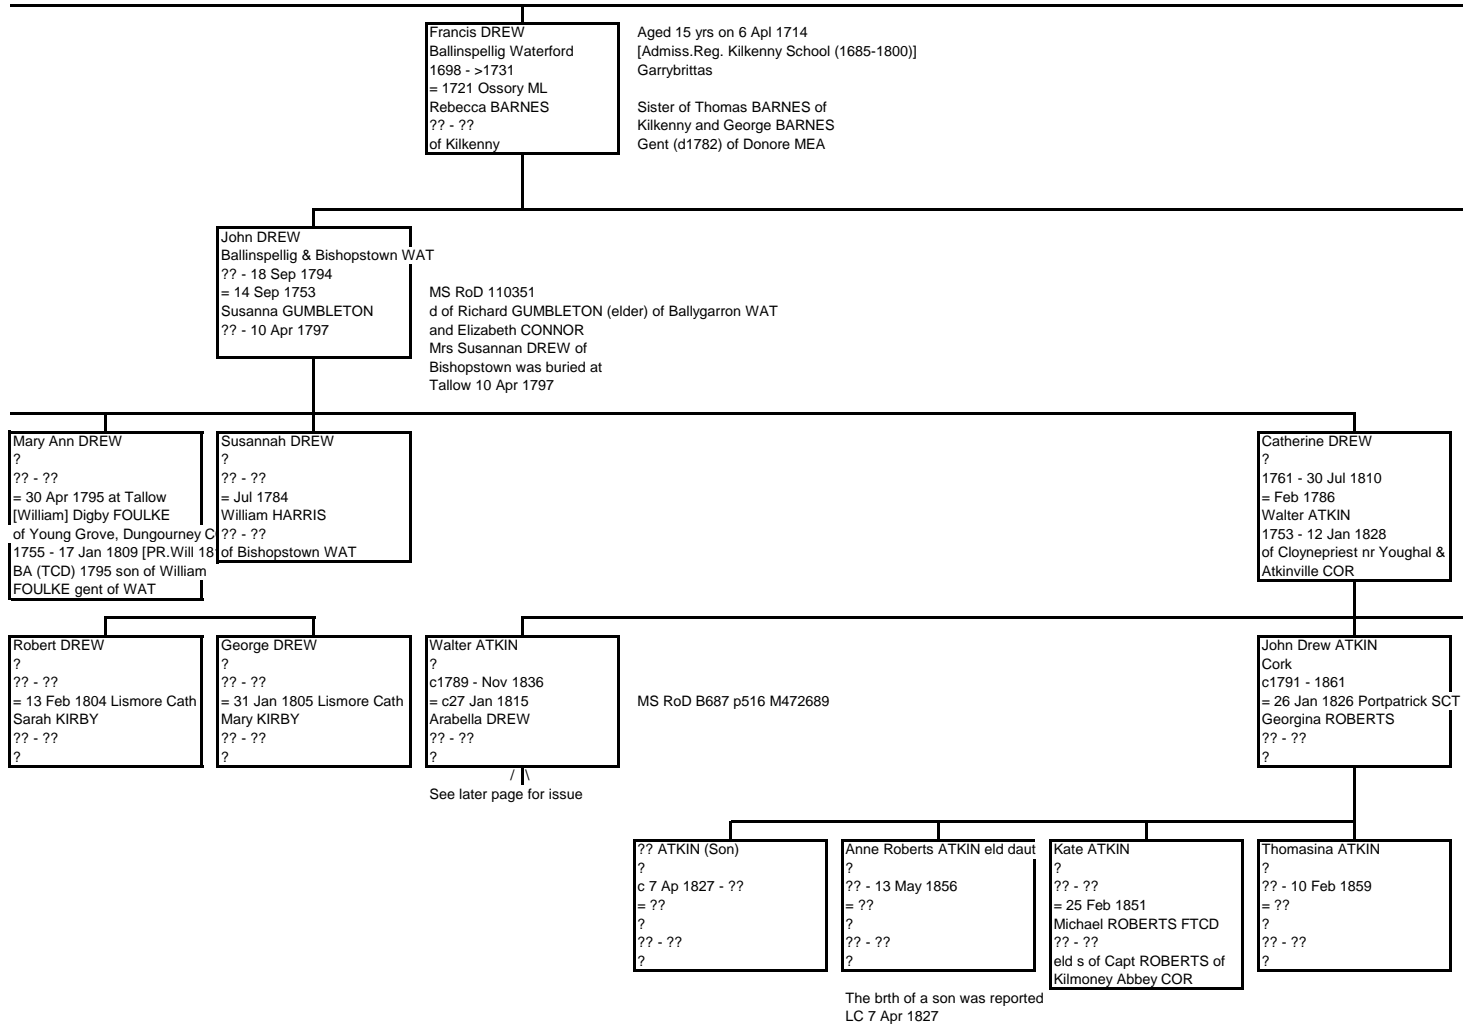 Francis DREW
Ballinspellig Waterford
1698 - >1731
= 1721 Ossory ML
Rebecca BARNES
?? - ??
of Kilkenny
Aged 15 yrs on 6 Apl 1714
[Admiss.Reg. Kilkenny School (1685-1800)]
Garrybrittas
Sister of Thomas BARNES of
Kilkenny and George BARNES
Gent (d1782) of Donore MEA
John DREW
Ballinspellig & Bishopstown WAT
?? - 18 Sep 1794
= 14 Sep 1753
Susanna GUMBLETON
?? - 10 Apr 1797
MS RoD 110351
d of Richard GUMBLETON (elder) of Ballygarron WAT
and Elizabeth CONNOR
Mrs Susannan DREW of
Bishopstown was buried at
Tallow 10 Apr 1797
Mary Ann DREW
?
?? - ??
= 30 Apr 1795 at Tallow
[William] Digby FOULKE
of Young Grove, Dungourney C
1755 - 17 Jan 1809 [PR.Will 18
BA (TCD) 1795 son of William
FOULKE gent of WAT
Susannah DREW
?
?? - ??
= Jul 1784
William HARRIS
?? - ??
of Bishopstown WAT
Catherine DREW
?
1761 - 30 Jul 1810
= Feb 1786
Walter ATKIN
1753 - 12 Jan 1828
of Cloynepriest nr Youghal &
Atkinville COR
Robert DREW
?
?? - ??
= 13 Feb 1804 Lismore Cath
Sarah KIRBY
?? - ??
?
George DREW
?
?? - ??
= 31 Jan 1805 Lismore Cath
Mary KIRBY
?? - ??
?
Walter ATKIN
?
c1789 - Nov 1836
= c27 Jan 1815
Arabella DREW
?? - ??
?
/ \
See later page for issue
MS RoD B687 p516 M472689
John Drew ATKIN
Cork
c1791 - 1861
= 26 Jan 1826 Portpatrick SCT
Georgina ROBERTS
?? - ??
?
?? ATKIN (Son)
?
c 7 Ap 1827 - ??
= ??
?
?? - ??
?
Anne Roberts ATKIN eld daut
?
?? - 13 May 1856
= ??
?
?? - ??
?
The brth of a son was reported
LC 7 Apr 1827
Kate ATKIN
?
?? - ??
= 25 Feb 1851
Michael ROBERTS FTCD
?? - ??
eld s of Capt ROBERTS of
Kilmoney Abbey COR
Thomasina ATKIN
?
?? - 10 Feb 1859
= ??
?
?? - ??
?